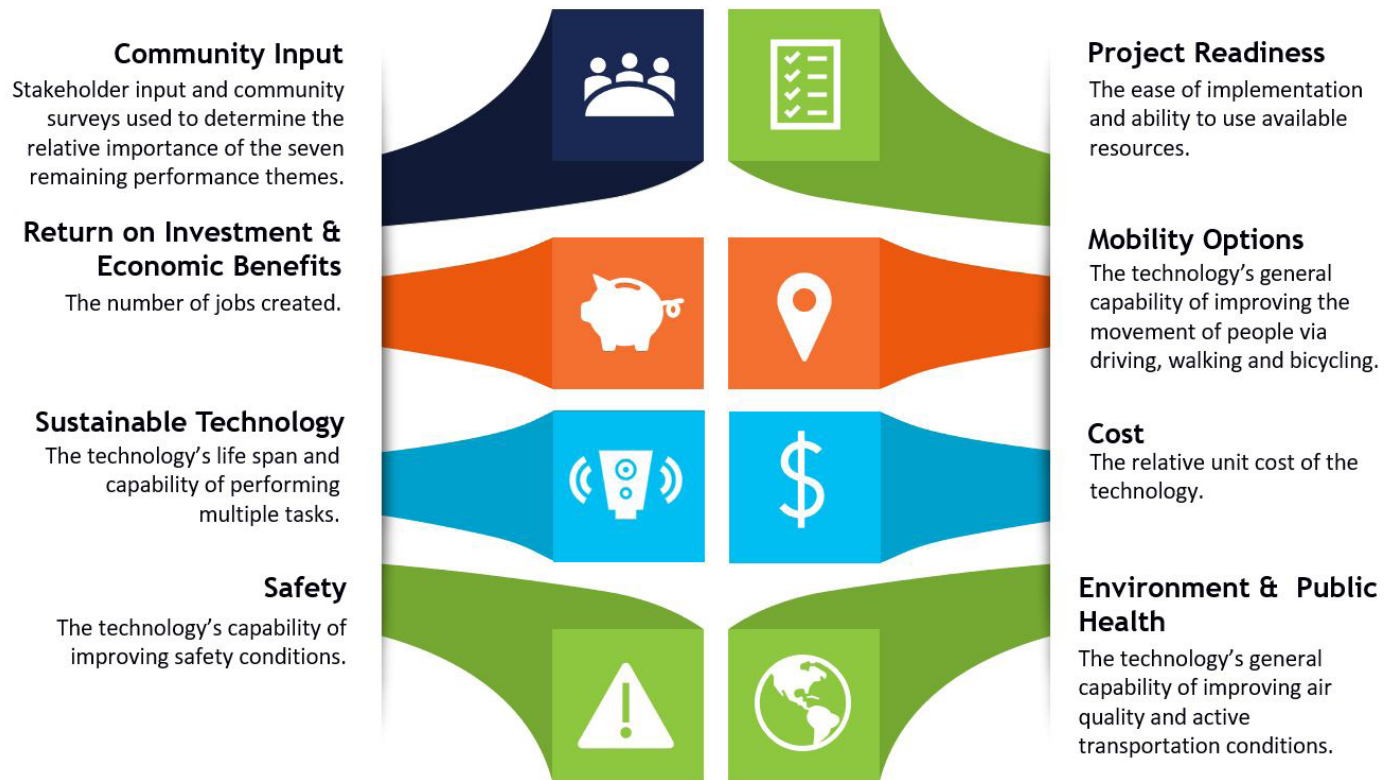 Community Input
Stakeholder input and community
surveys used to determine the
relative importance of the seven
remaining performance themes.
Return on Investment &
Economic Benefits
The number of jobs created.
Sustainable Technology
The technology’s life span and
capability of performing
multiple tasks.
Safety
The technology’s capability of
improving safety conditions.
Project Readiness
The ease of implementation
and ability to use available
resources.
Mobility Options
The technology’s general
capability of improving the
movement of people via
driving, walking and bicycling.
Cost
The relative unit cost of the
technology.
Environment & Public
Health
The technology’s general
capability of improving air
quality and active
transportation conditions.